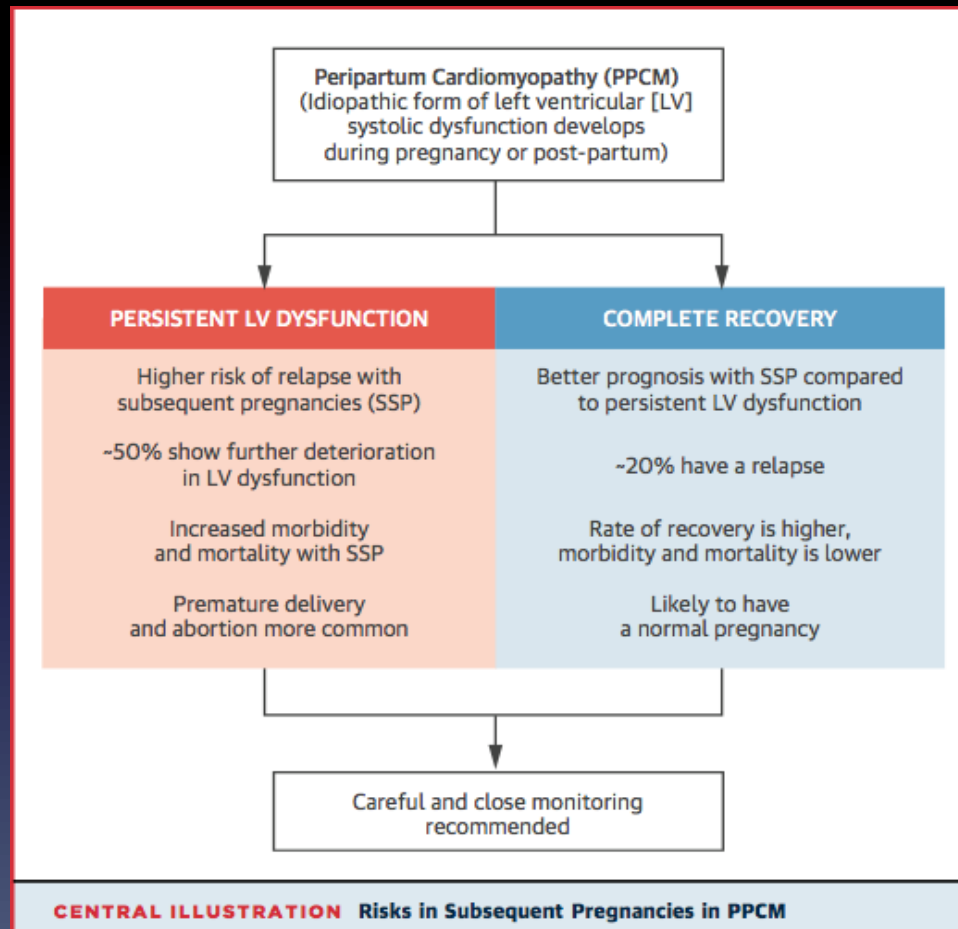 Peripartum Cardiomyopathy (PPCM)
(Idiopathic form of left ventricular [LV]
systolic dysfunction develops
during pregnancy or post-partum)
PERSISTENT LV DYSFUNCTION
Higher risk of relapse with
subsequent pregnancies (SSP)
~50% show further deterioration
in LV dysfunction
Increased morbidity
and mortality with SSP
Premature delivery
and abortion more common
COMPLETE RECOVERY
Better prognosis with SSP compared
to persistent LV dysfunction
~20% have a relapse
Rate of recovery is higher,
morbidity and mortality is lower
Likely to have
a normal pregnancy
Careful and close monitoring
recommended
CENTRAL ILLUSTRATION Risks in Subsequent Pregnancies in PPCM